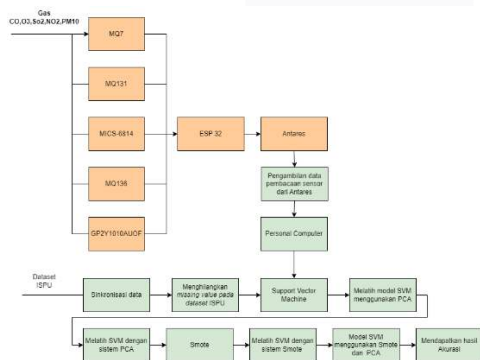 Gas
CO,O3,So2,NO2,PM10
MQ7
MQ131
MICS-6814
MQ136
GP2Y1010AUOF
ESP 32
Antares
Pengambilan data
pembacaan sensor
dari Antares
Personal Computer
Dataset
ISPU
Sinkronisasi data
Menghilangkan
missing value pada
dataset ISPU
Support Vector
Machine
Melatih model SVM
menggunakan PCA
Melatih SVM dengan
sistem PCA
Smote
Melatih SVM dengan
sistem Smote
Model SVM
menggunakan Smote
dan PCA
Mendapatkan hasil
Akurasi